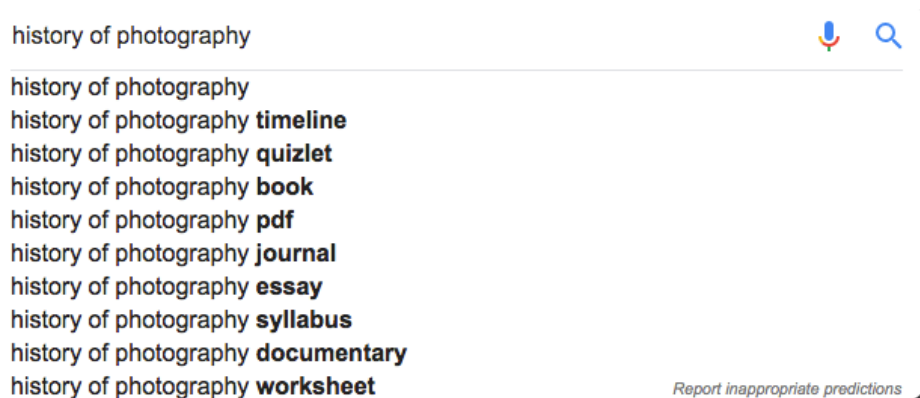 history of photography
history of photography
history of photography timeline
history of photography quizlet
history of photography book
history of photography pdf
history of photography journal
history of photography essay
history of photography syllabus
history of photography documentary
history of photography worksheet
Report inappropriate predictions